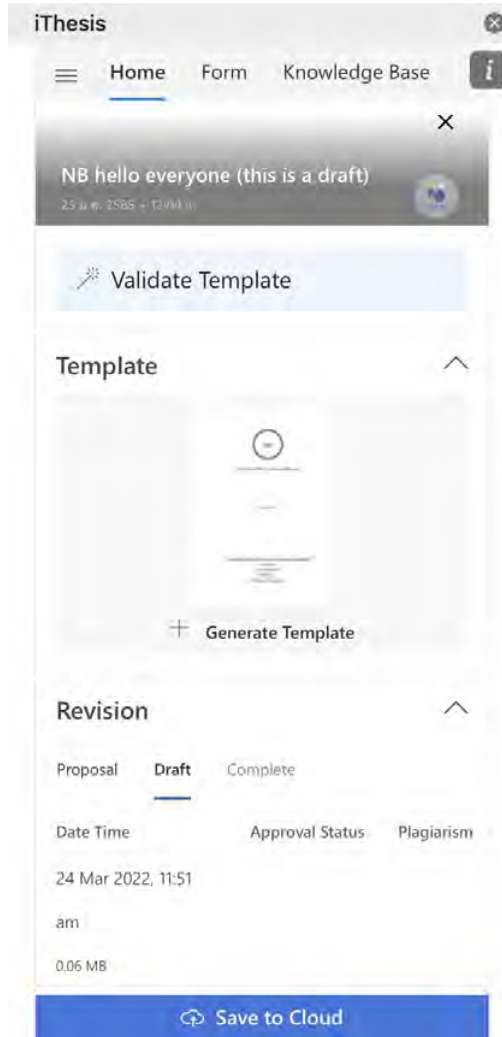 iThesis
Home Form Knowledge Base
i
NB hello everyone (this is a draft)
Validate Template
Template
Generate Template
Revision
Proposal Draft Complete
Date Time Approval Status Plagiarism
24 Mar 2022, 11:51
am
0.06 MB
Save to Cloud